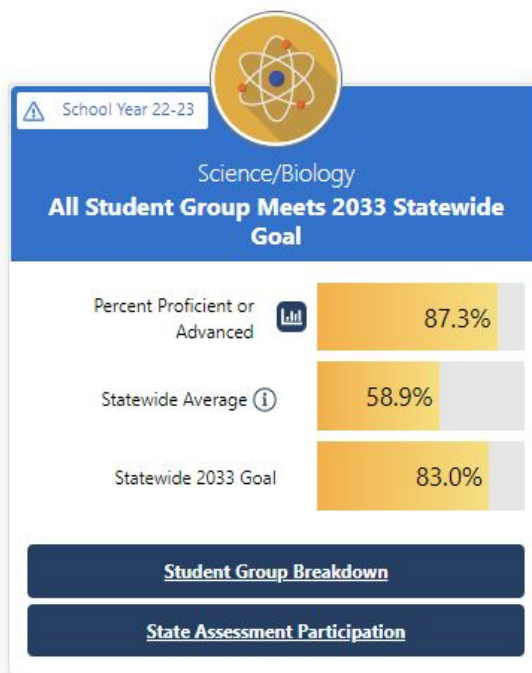 School Year 22-23
Science/Biology
All Student Group Meets 2033 Statewide
Goal
Percent Proficient or
Advanced
87.3%
Statewide Average
58.9%
Statewide 2033 Goal
83.0%
Student Group Breakdown
State Assessment Participation